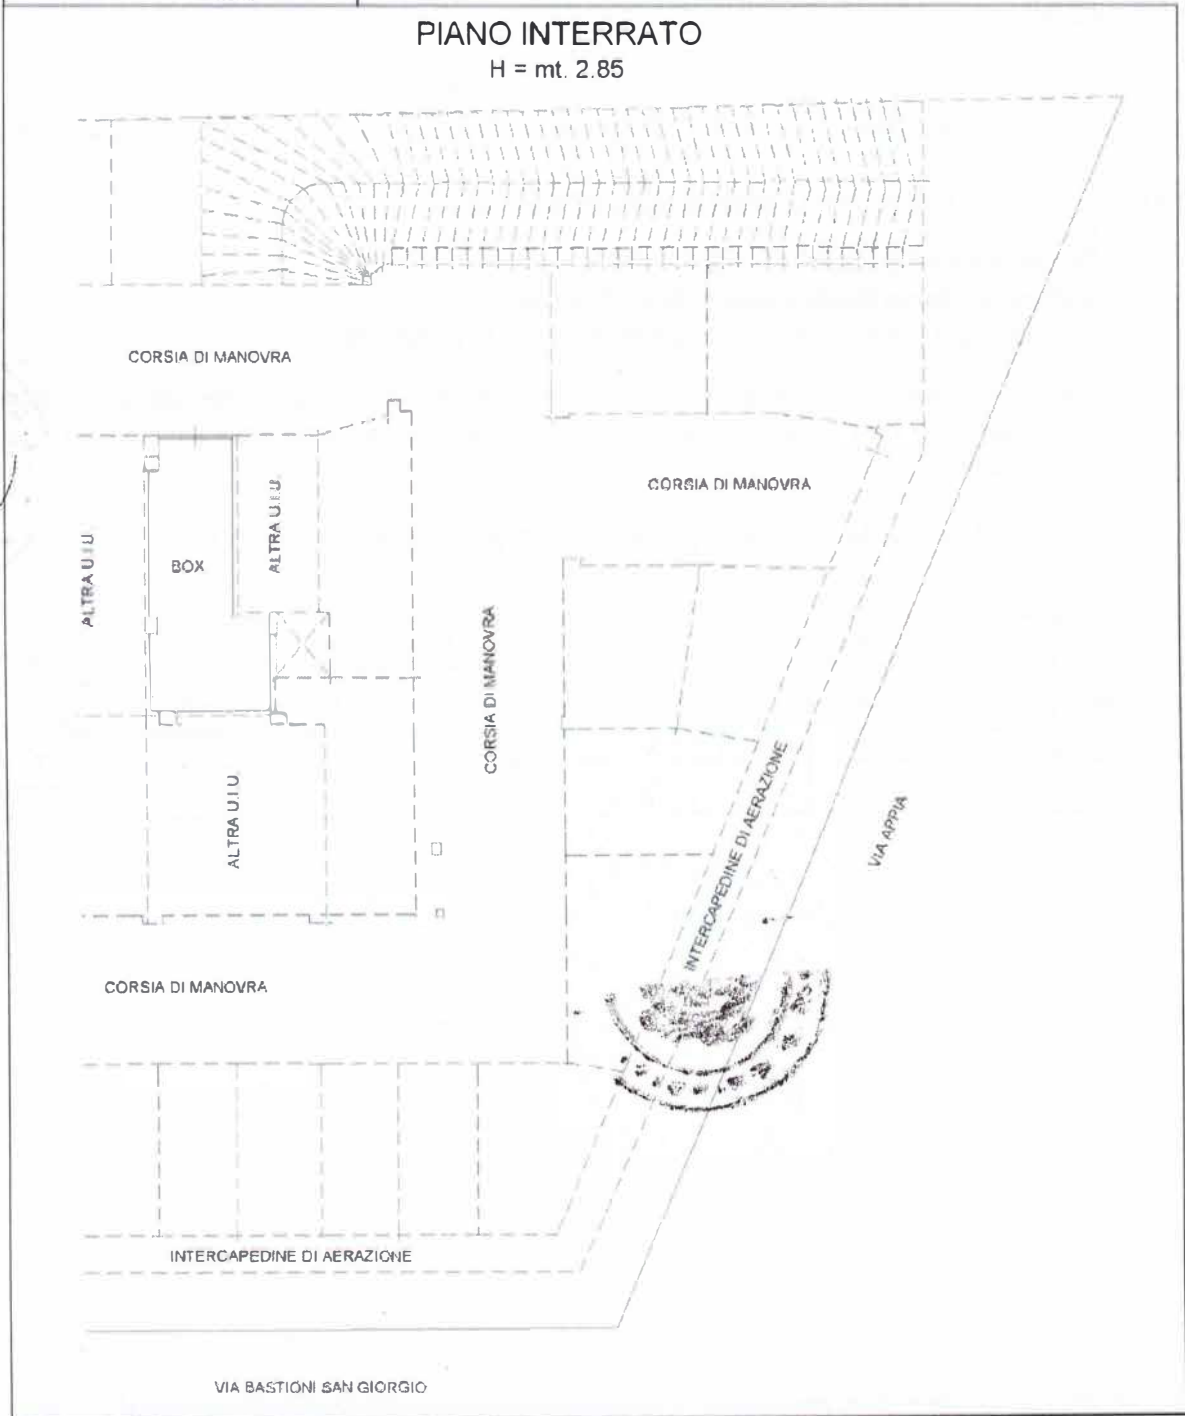 PIANO INTERRATO
H = mt. 2.85
CORSIA DI MANOVRA
CORSIA DI MANOVRA
ALTRA U.I.U.
BOX
ALTRA U.I.U.
CORSIA DI MANOVRA
ALTRA U.I.U.
INTERCAPEDINE DI AERAZIONE
VIA APPIA
CORSIA DI MANOVRA
INTERCAPEDINE DI AERAZIONE
VIA BASTIONI SAN GIORGIO